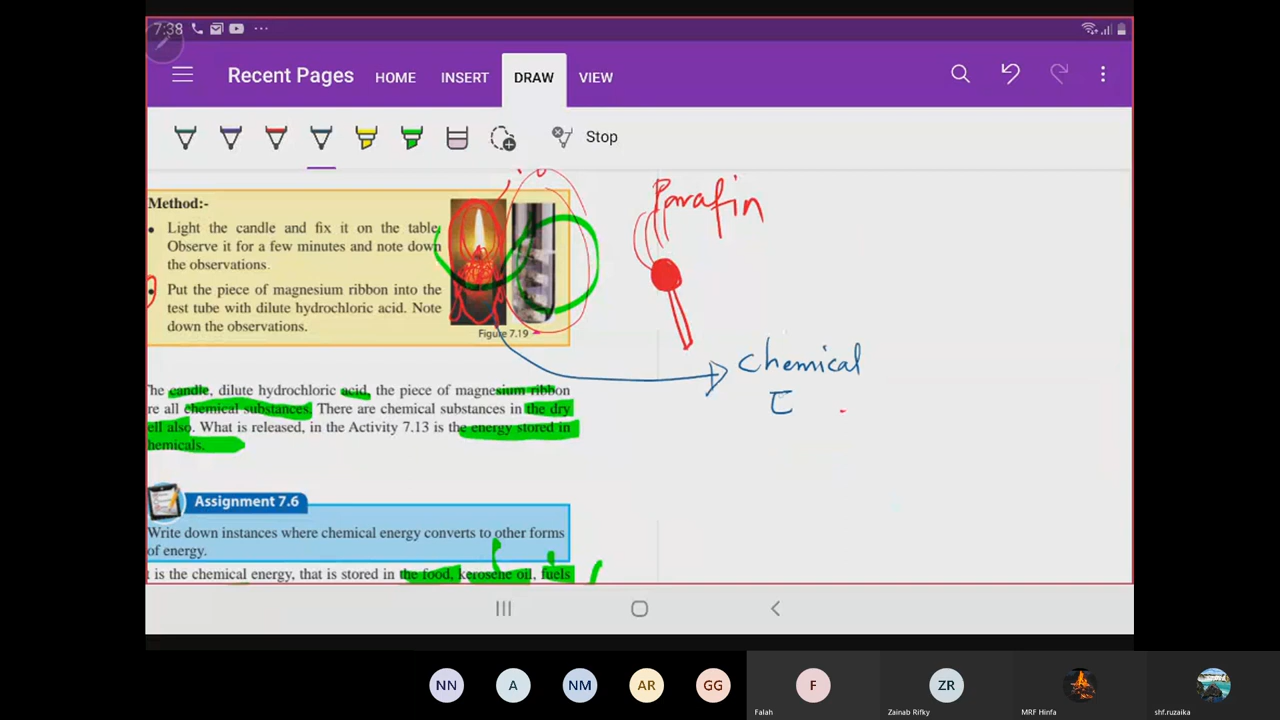 7:38
Recent Pages HOME INSERT DRAW VIEW
Stop
Parafin
Method:-
• Light the candle and fix it on the table.
Observe it for a few minutes and note down
the observations.
• Put the piece of magnesium ribbon into the
test tube with dilute hydrochloric acid. Note
down the observations.
Figure 7.19
Chemical
E
he candle, dilute hydrochloric acid, the piece of magnesium ribbon
re all chemical substances. There are chemical substances in the dry
ell also. What is released, in the Activity 7.13 is the energy stored in
hemicals.
Assignment 7.6
Write down instances where chemical energy converts to other forms
of energy.
t is the chemical energy, that is stored in the food, kerosene oil, fuels
NN A NM AR GG F ZR
Falah Zainab Rifky MRF Hinfa shf.ruzaika